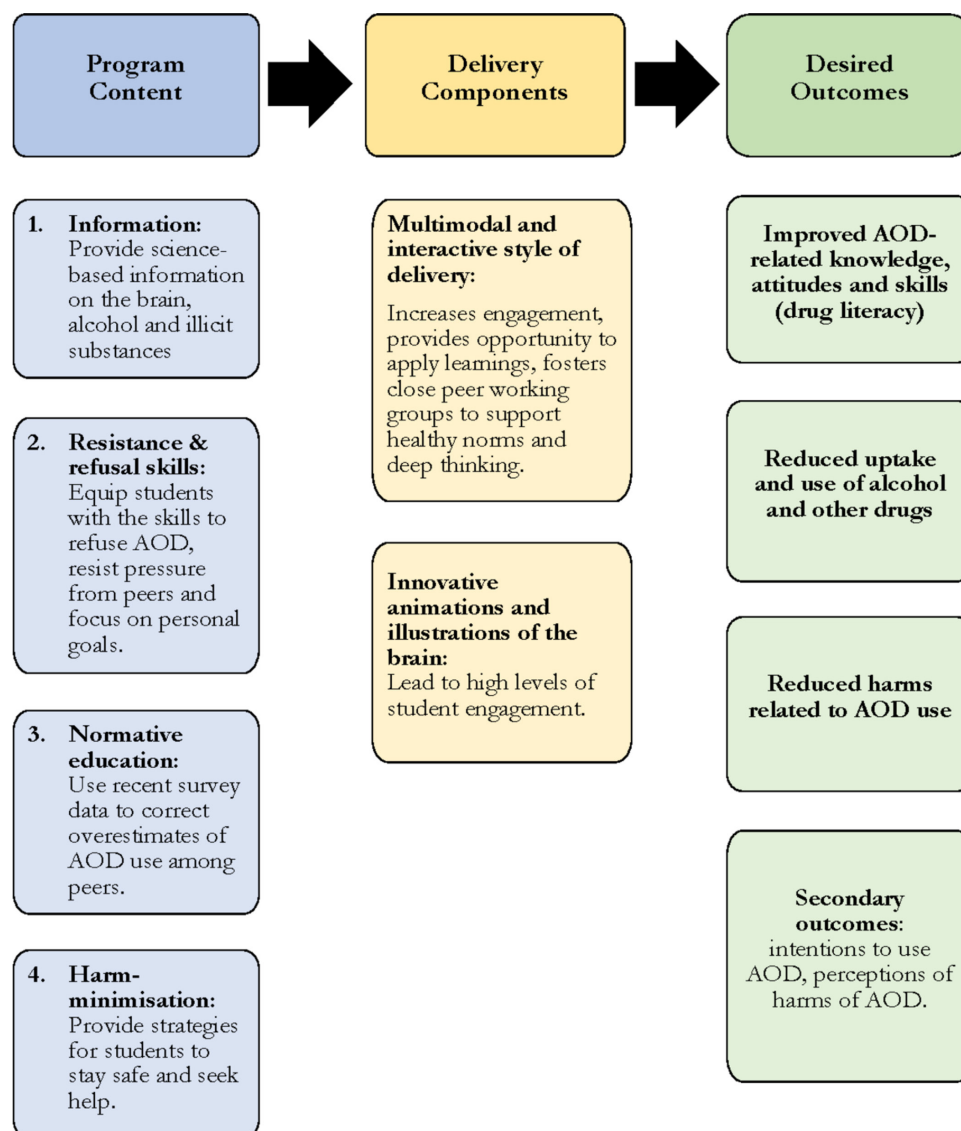 Program
Content
Delivery
Components
Desired
Outcomes
1. Information:
Provide science-
based information
on the brain,
alcohol and illicit
substances
2. Resistance &
refusal skills:
Equip students
with the skills to
refuse AOD,
resist pressure
from peers and
focus on personal
goals.
3. Normative
education:
Use recent survey
data to correct
overestimates of
AOD use among
peers.
4. Harm-
minimisation:
Provide strategies
for students to
stay safe and seek
help.
Multimodal and
interactive style of
delivery:
Increases engagement,
provides opportunity to
apply learnings, fosters
close peer working
groups to support
healthy norms and
deep thinking.
Innovative
animations and
illustrations of the
brain:
Lead to high levels of
student engagement.
Improved AOD-
related knowledge,
attitudes and skills
(drug literacy)
Reduced uptake
and use of alcohol
and other drugs
Reduced harms
related to AOD use
Secondary
outcomes:
intentions to use
AOD, perceptions of
harms of AOD.